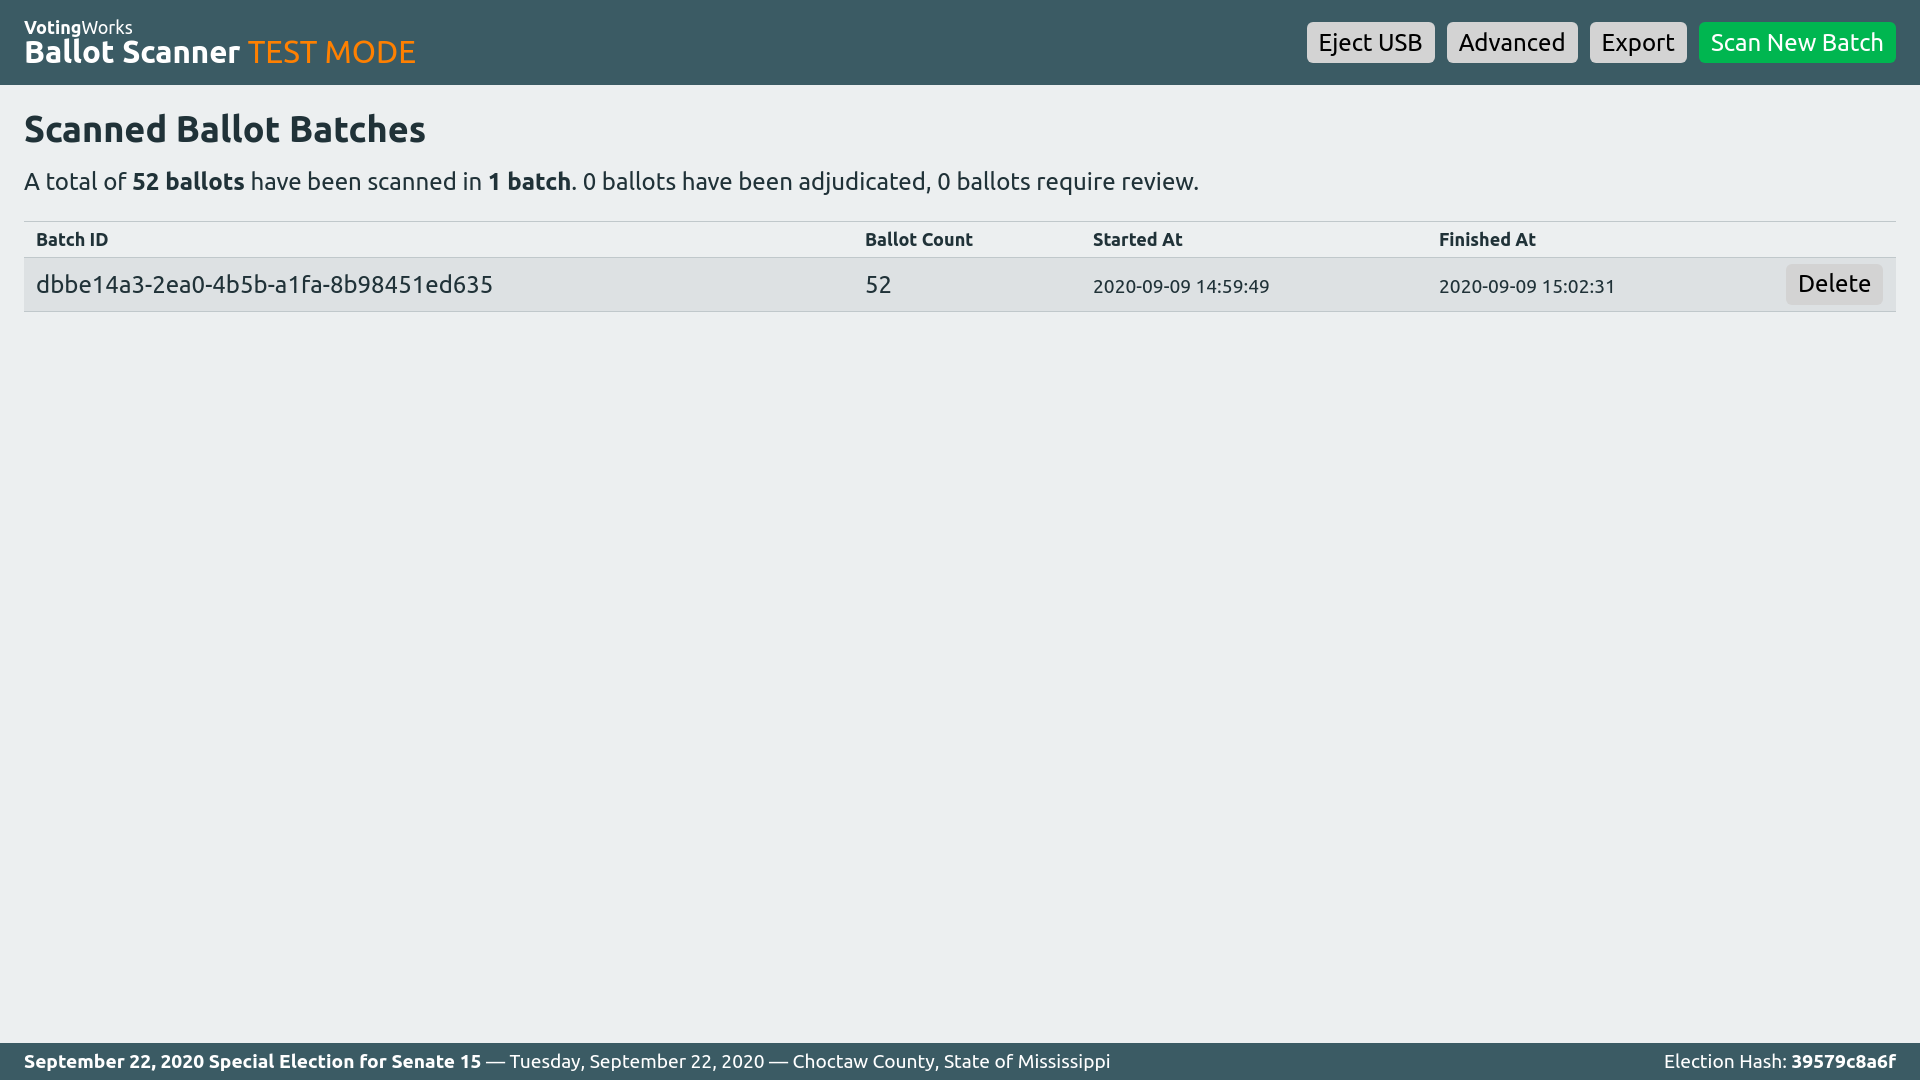 VotingWorks
Ballot Scanner TEST MODE
Eject USB Advanced Export Scan New Batch
Scanned Ballot Batches
A total of 52 ballots have been scanned in 1 batch. 0 ballots have been adjudicated, 0 ballots require review.
Batch ID Ballot Count Started At Finished At
dbbe14a3-2ea0-4b5b-a1fa-8b98451ed635 52 2020-09-09 14:59:49 2020-09-09 15:02:31 Delete
September 22, 2020 Special Election for Senate 15 — Tuesday, September 22, 2020 — Choctaw County, State of Mississippi Election Hash: 39579c8a6f